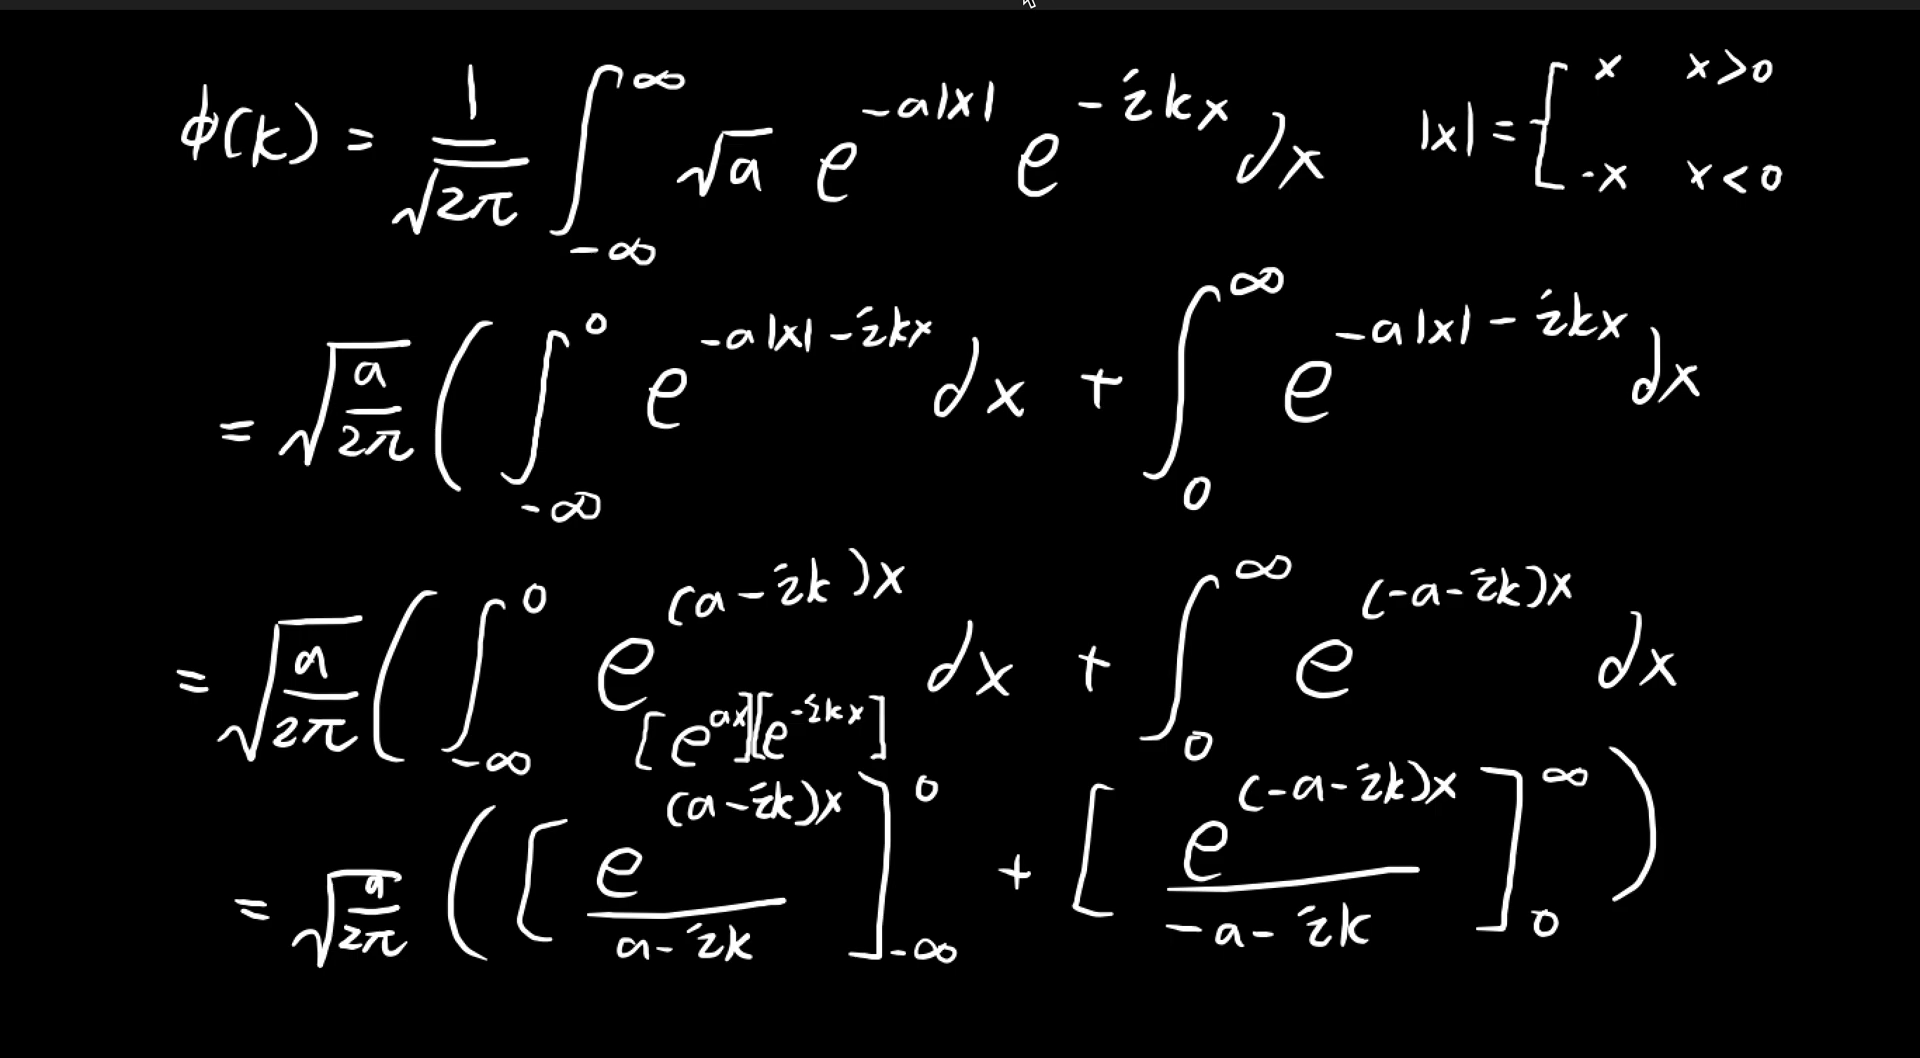 ϕ(k) = 1/√2π ∫_{-∞}^{∞} √a e^{-a|x|} e^{-ikx} dx   |x| = [ x   x>0
-x   x<0
= √(a/2π) ( ∫_{-∞}^{0} e^{-a|x|-ikx} dx + ∫_{0}^{∞} e^{-a|x|-ikx} dx
= √(a/2π) ( ∫_{-∞}^{0} e^{(a-ik)x} dx + ∫_{0}^{∞} e^{(-a-ik)x} dx
[e^{ax}][e^{-ikx}]
= √(a/2π) ( [ e^{(a-ik)x} / a-ik ]_{-∞}^{0} + [ e^{(-a-ik)x} / -a-ik ]_{0}^{∞} )